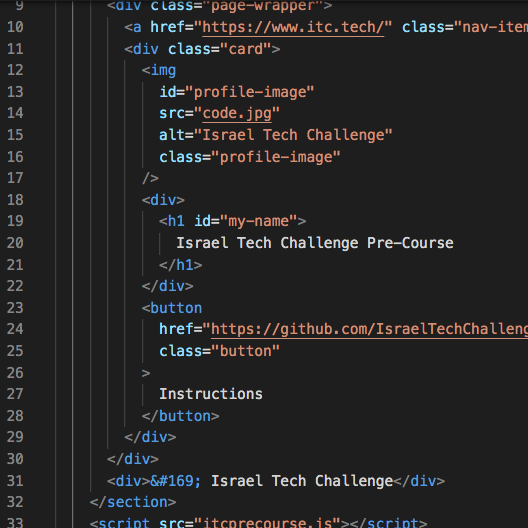 9 <div class="page-wrapper">
10 <a href="https://www.itc.tech/" class="nav-item
11 <div class="card">
12 <img
13 id="profile-image"
14 src="code.jpg"
15 alt="Israel Tech Challenge"
16 class="profile-image"
17 />
18 <div>
19 <h1 id="my-name">
20 Israel Tech Challenge Pre-Course
21 </h1>
22 </div>
23 <button
24 href="https://github.com/IsraelTechChalleng
25 class="button"
26 >
27 Instructions
28 </button>
29 </div>
30 </div>
31 <div>&#169; Israel Tech Challenge</div>
32 </section>
33 <script src="itcprecourse.js"></script>